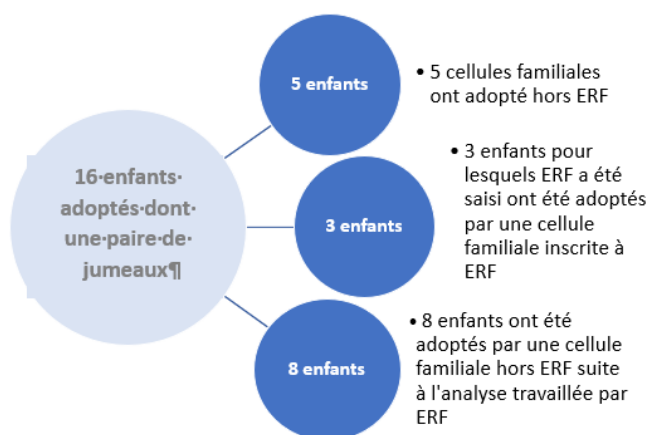 16·enfants·
adoptés·dont·
une·paire·de·
jumeaux¶
5 enfants
• 5 cellules familiales
ont adopté hors ERF
3 enfants
• 3 enfants pour
lesquels ERF a été
saisi ont été adoptés
par une cellule
familiale inscrite à
ERF
8 enfants
• 8 enfants ont été
adoptés par une cellule
familiale hors ERF suite
à l'analyse travaillée par
ERF